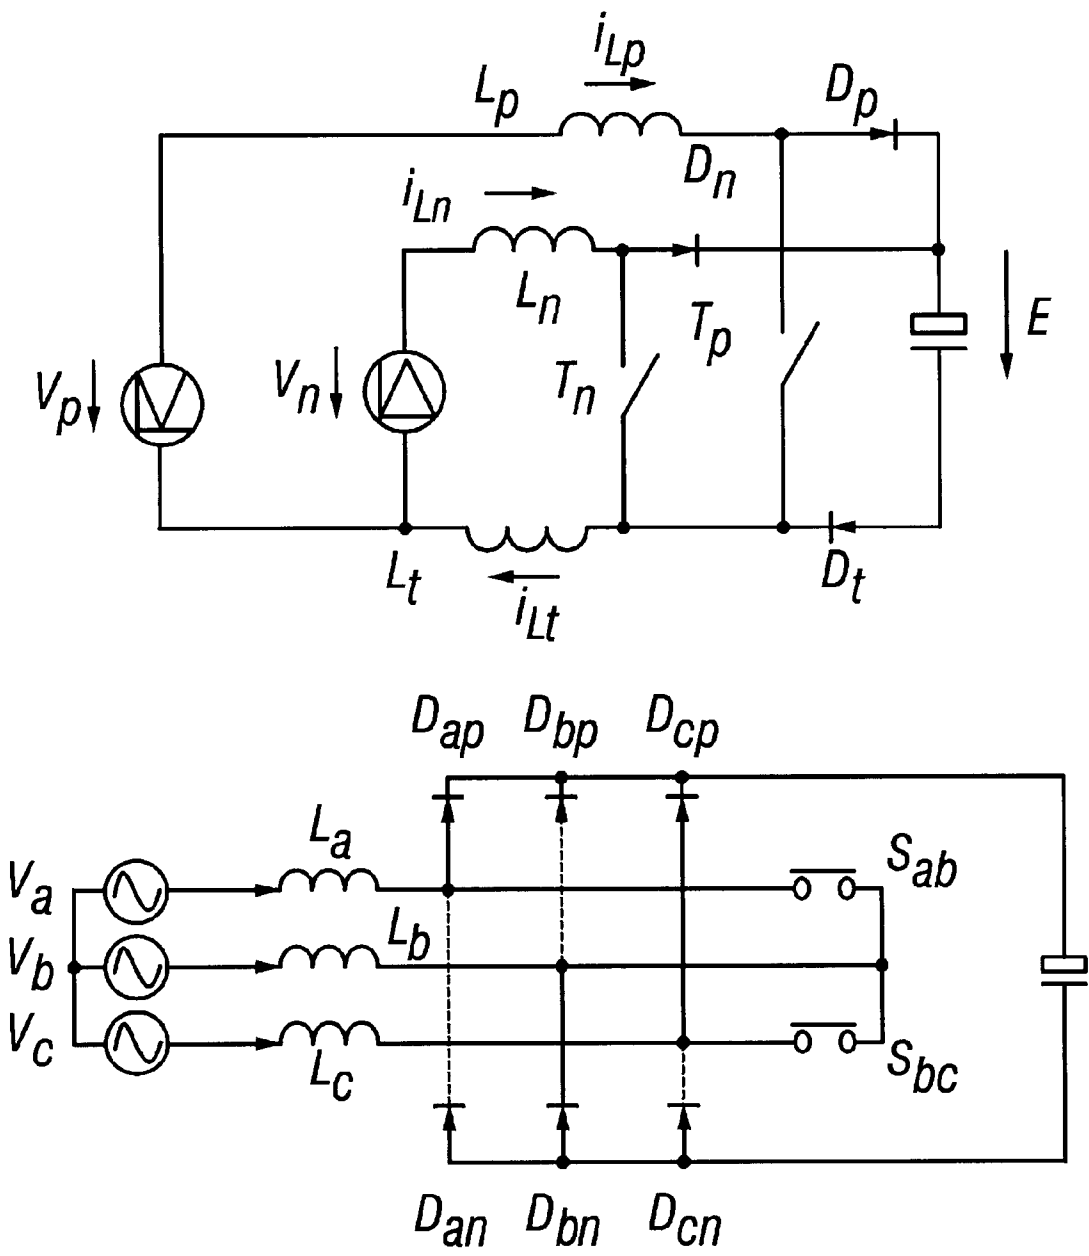 i_Lp
L_p
D_p
D_n
i_Ln
L_n
T_p
E
V_p
V_n
T_n
L_t
D_t
i_Lt
D_ap D_bp D_cp
L_a
S_ab
V_a
L_b
V_b
V_c
L_c
S_bc
D_an D_bn D_cn